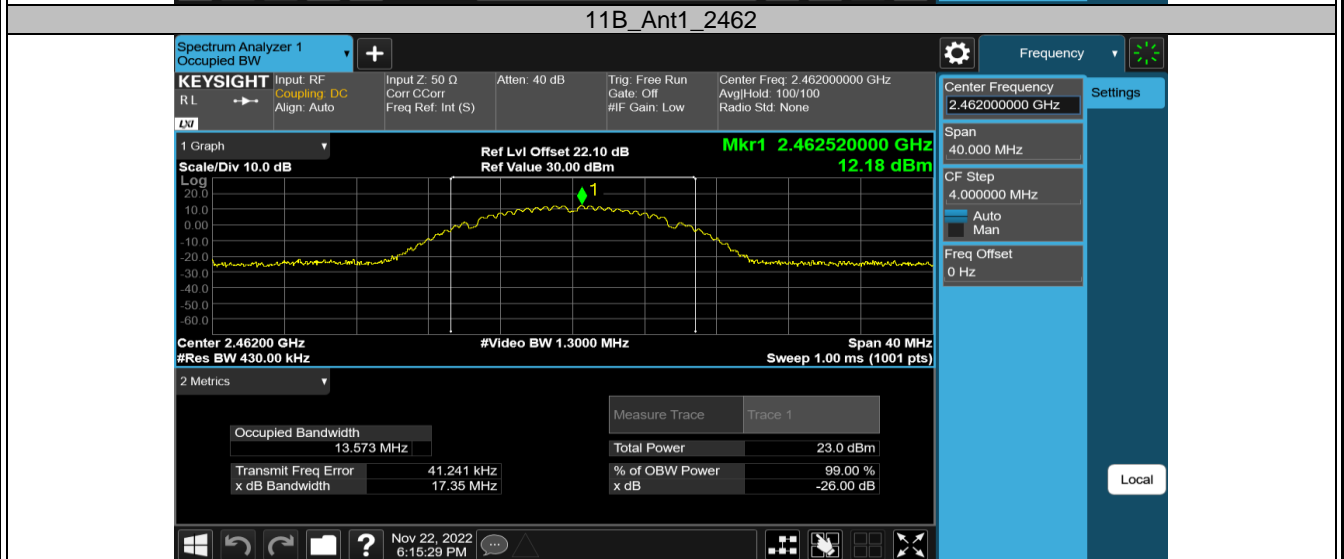 11B_Ant1_2462
Spectrum Analyzer 1
Occupied BW
Frequency
KEYSIGHT
R L
LXI
Input: RF
Coupling: DC
Align: Auto
Input Z: 50 Ω
Corr CCorr
Freq Ref: Int (S)
Atten: 40 dB
Trig: Free Run
Gate: Off
#IF Gain: Low
Center Freq: 2.462000000 GHz
Avg|Hold: 100/100
Radio Std: None
Center Frequency
2.462000000 GHz
Settings
Span
40.000 MHz
CF Step
4.000000 MHz
Auto
Man
Freq Offset
0 Hz
1 Graph
Scale/Div 10.0 dB
Ref Lvl Offset 22.10 dB
Ref Value 30.00 dBm
Mkr1 2.462520000 GHz
12.18 dBm
Log
20.0
10.0
0.00
-10.0
-20.0
-30.0
-40.0
-50.0
-60.0
1
Center 2.46200 GHz
#Res BW 430.00 kHz
#Video BW 1.3000 MHz
Span 40 MHz
Sweep 1.00 ms (1001 pts)
2 Metrics
Measure Trace Trace 1
Occupied Bandwidth
13.573 MHz
Total Power 23.0 dBm
Transmit Freq Error 41.241 kHz
% of OBW Power 99.00 %
x dB Bandwidth 17.35 MHz
x dB -26.00 dB
Local
?
Nov 22, 2022
6:15:29 PM